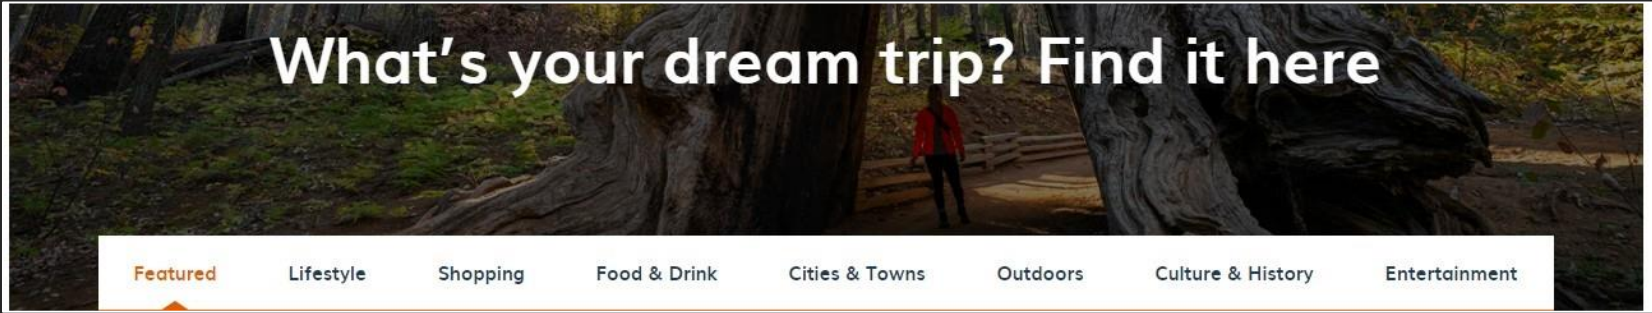 What's your dream trip? Find it here
Featured Lifestyle Shopping Food & Drink Cities & Towns Outdoors Culture & History Entertainment